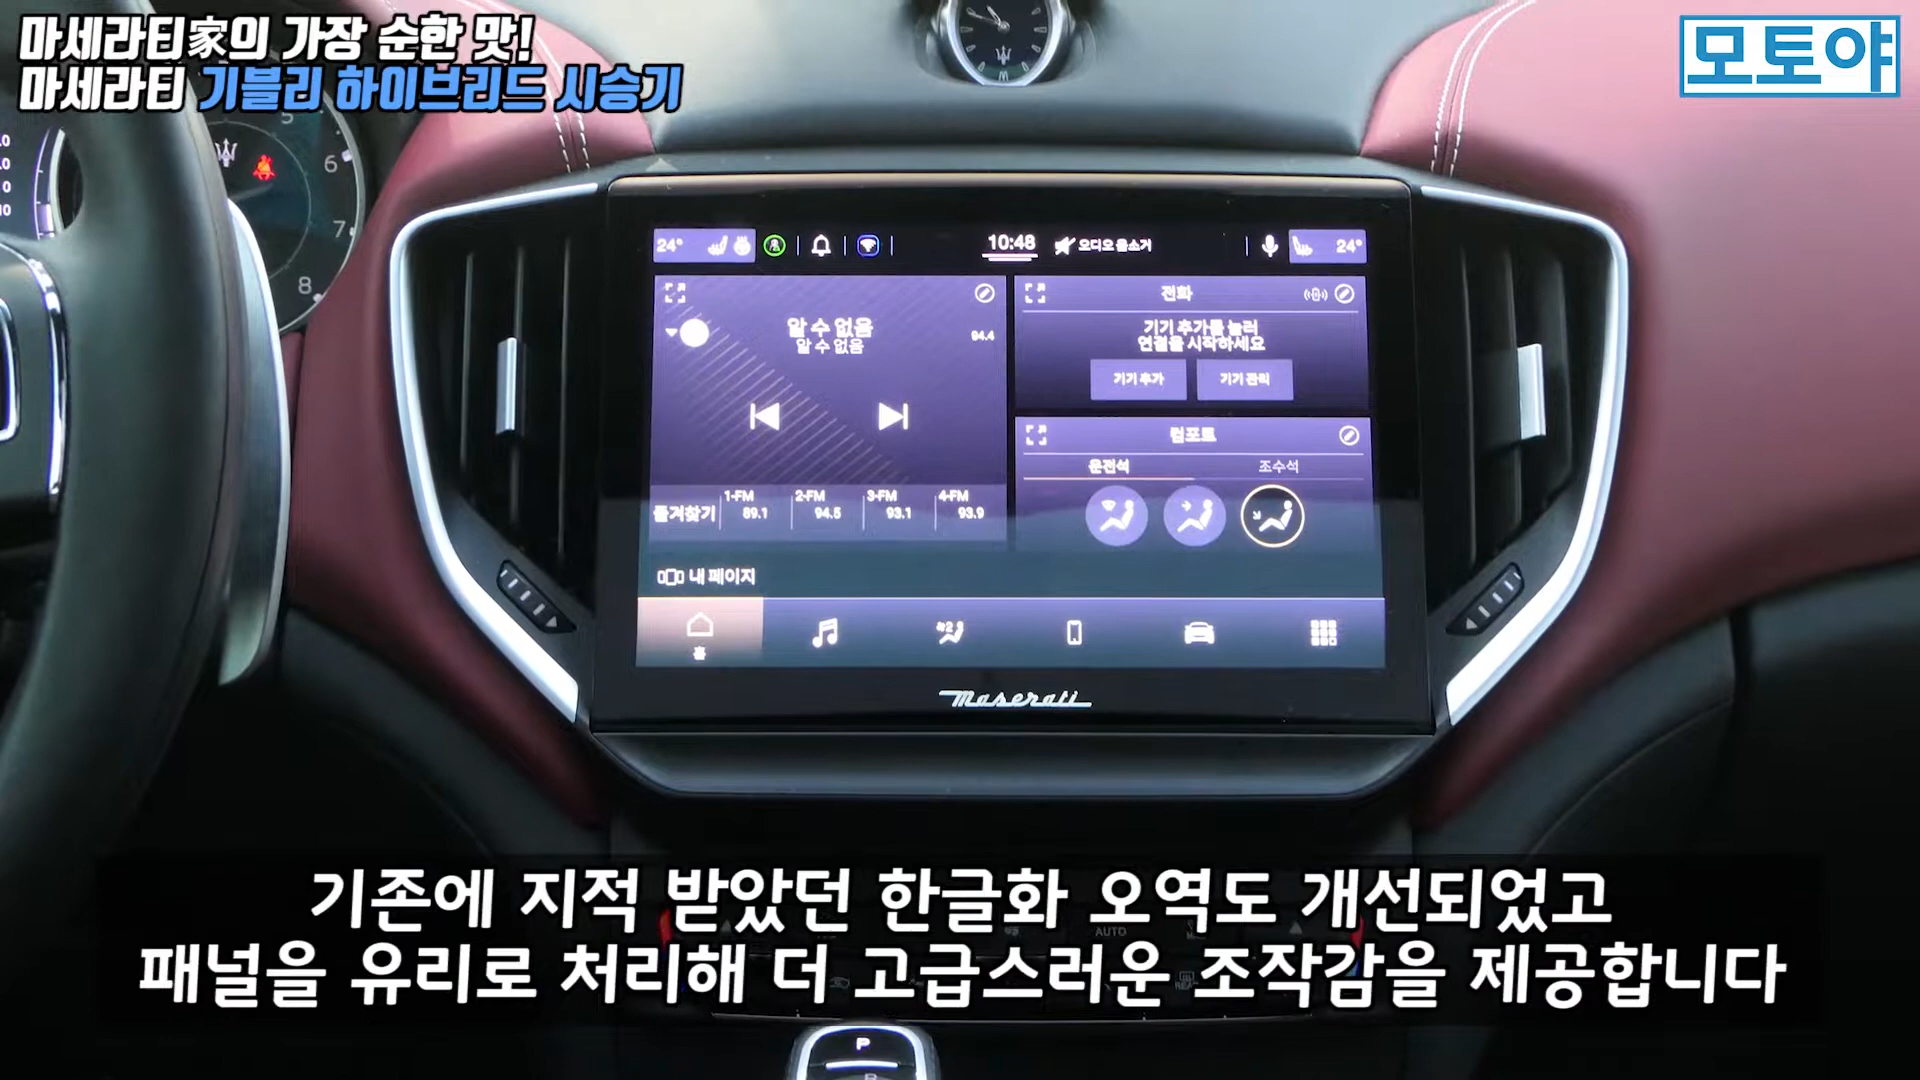 마세라티家의 가장 순한 맛!
마세라티 기블리 하이브리드 시승기
모토야
5
6
7
8
24°
10:48
오디오 음소거
24°
알 수 없음
알 수 없음
94.4
전화
기기 추가를 눌러
연결을 시작하세요
기기 추가
기기 관리
컴포트
운전석
조수석
즐겨찾기
1-FM
89.1
2-FM
94.5
3-FM
93.1
4-FM
93.9
내 페이지
홈
Maserati
기존에 지적 받았던 한글화 오역도 개선되었고
패널을 유리로 처리해 더 고급스러운 조작감을 제공합니다
AUTO
P